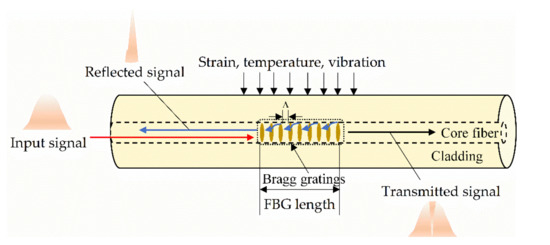 Reflected signal
Strain, temperature, vibration
Λ
Input signal
Core fiber
Cladding
Bragg gratings
Transmitted signal
FBG length